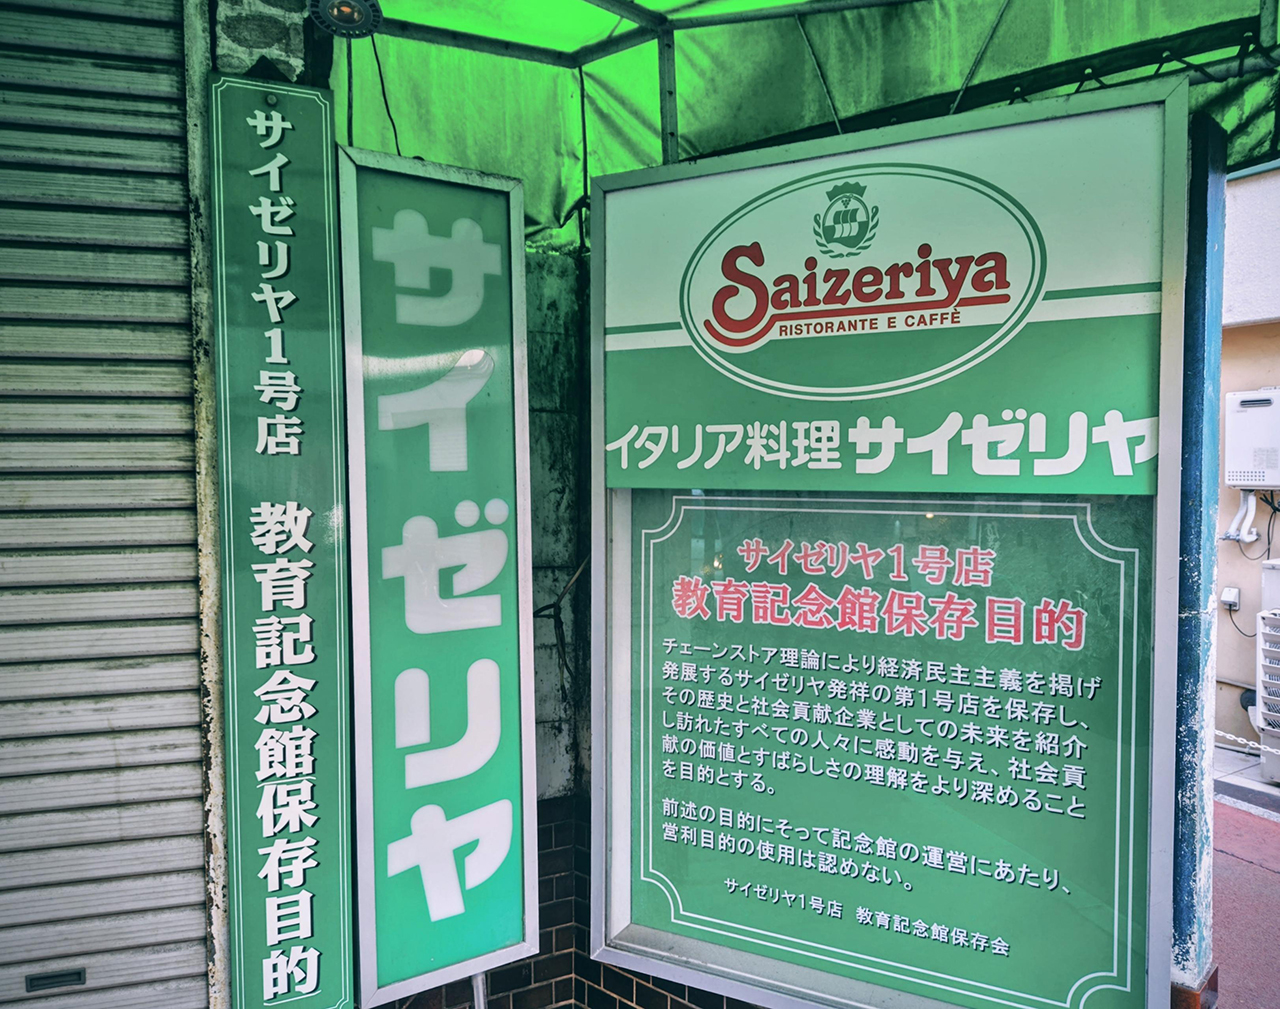 サイゼリヤ1号店 教育記念館保存目的
サイゼリヤ
Saizeriya
RISTORANTE E CAFFÈ
イタリア料理 サイゼリヤ
サイゼリヤ1号店
教育記念館保存目的
チェーンストア理論により経済民主主義を掲げ
発展するサイゼリヤ発祥の第1号店を保存し、
その歴史と社会貢献企業としての未来を紹介
し訪れたすべての人々に感動を与え、社会貢
献の価値とすばらしさの理解をより深めること
を目的とする。
前述の目的にそって記念館の運営にあたり、
営利目的の使用は認めない。
サイゼリヤ1号店 教育記念館保存会